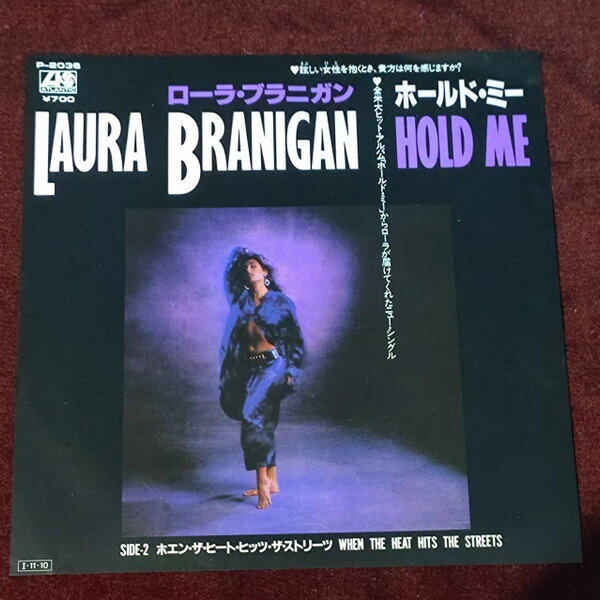 P-2036
ATLANTIC
¥700
♥眩しい女性を抱くとき、貴方は何を感じますか?
ローラ・ブラニガン
ホールド・ミー
LAURA BRANIGAN
HOLD ME
♥全米大ヒット・アルバム「ホールド・ミー」からローラが届けてくれたニュー・シングル
SIDE-2 ホエン・ザ・ヒート・ヒッツ・ザ・ストリーツ WHEN THE HEAT HITS THE STREETS
I・11・10